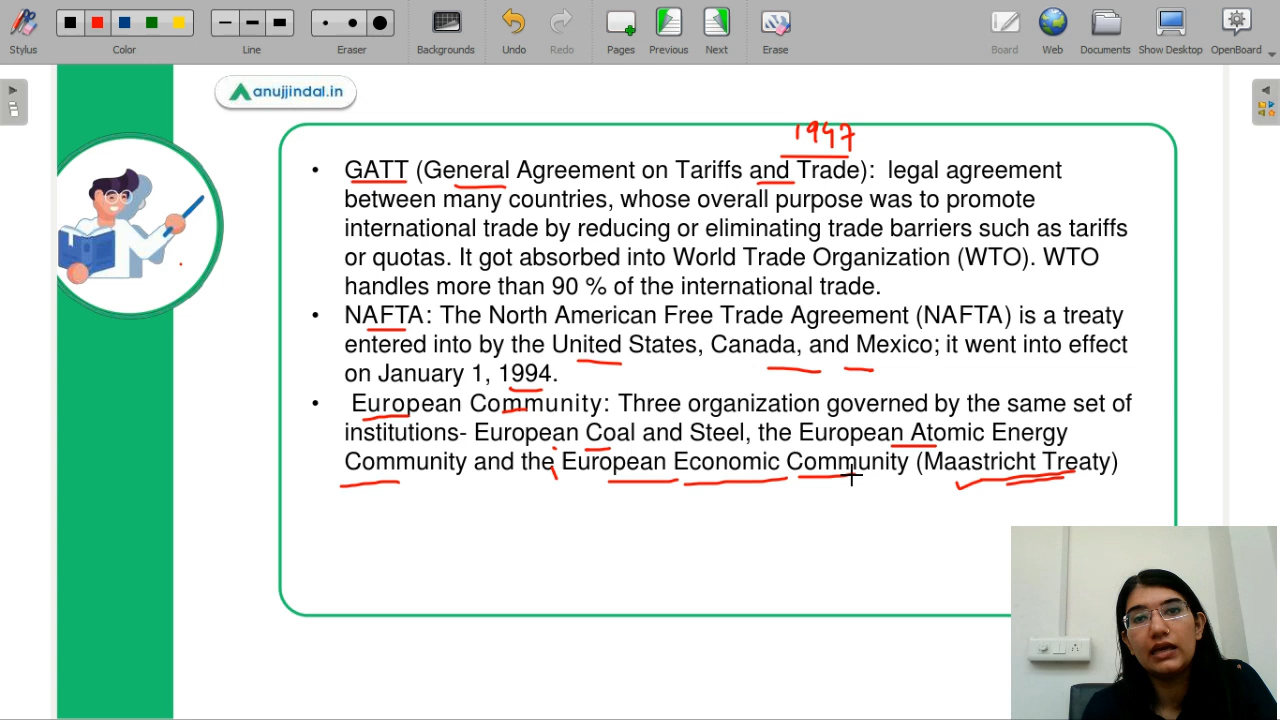 Stylus
Color
Line
Eraser
Backgrounds
Undo
Redo
Pages
Previous
Next
Erase
Board
Web
Documents
Show Desktop
OpenBoard
anujjindal.in
1947
• GATT (General Agreement on Tariffs and Trade): legal agreement
between many countries, whose overall purpose was to promote
international trade by reducing or eliminating trade barriers such as tariffs
or quotas. It got absorbed into World Trade Organization (WTO). WTO
handles more than 90 % of the international trade.
• NAFTA: The North American Free Trade Agreement (NAFTA) is a treaty
entered into by the United States, Canada, and Mexico; it went into effect
on January 1, 1994.
• European Community: Three organization governed by the same set of
institutions- European Coal and Steel, the European Atomic Energy
Community and the European Economic Community (Maastricht Treaty)